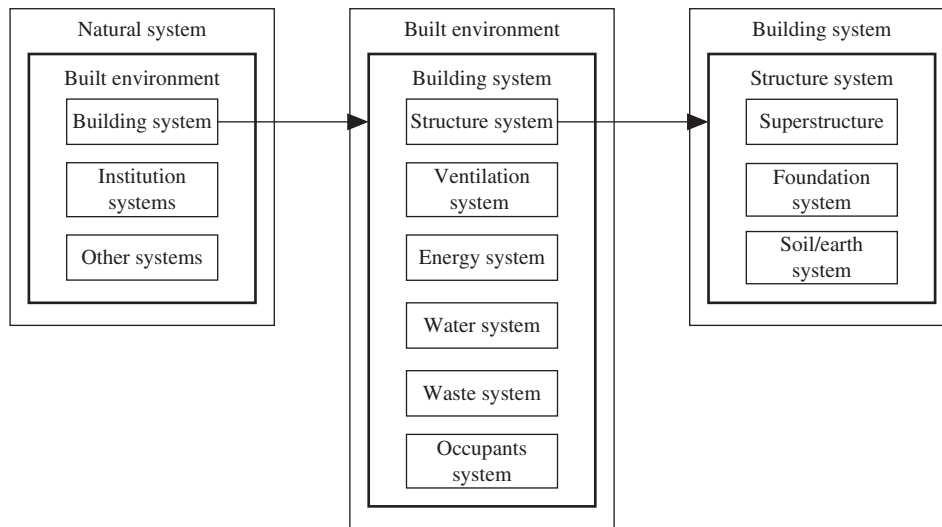 Natural system
Built environment
Building system
Institution
systems
Other systems
Built environment
Building system
Structure system
Ventilation
system
Energy system
Water system
Waste system
Occupants
system
Building system
Structure system
Superstructure
Foundation
system
Soil/earth
system